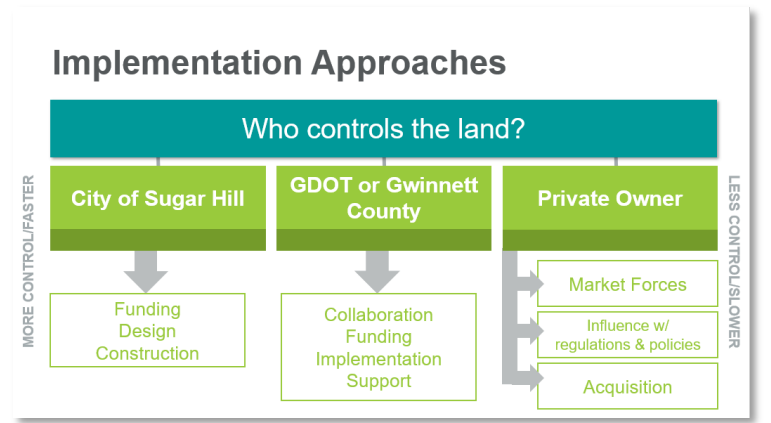 Implementation Approaches
Who controls the land?
MORE CONTROL/FASTER
City of Sugar Hill
Funding
Design
Construction
GDOT or Gwinnett
County
Collaboration
Funding
Implementation
Support
Private Owner
Market Forces
Influence w/
regulations & policies
Acquisition
LESS CONTROL/SLOWER